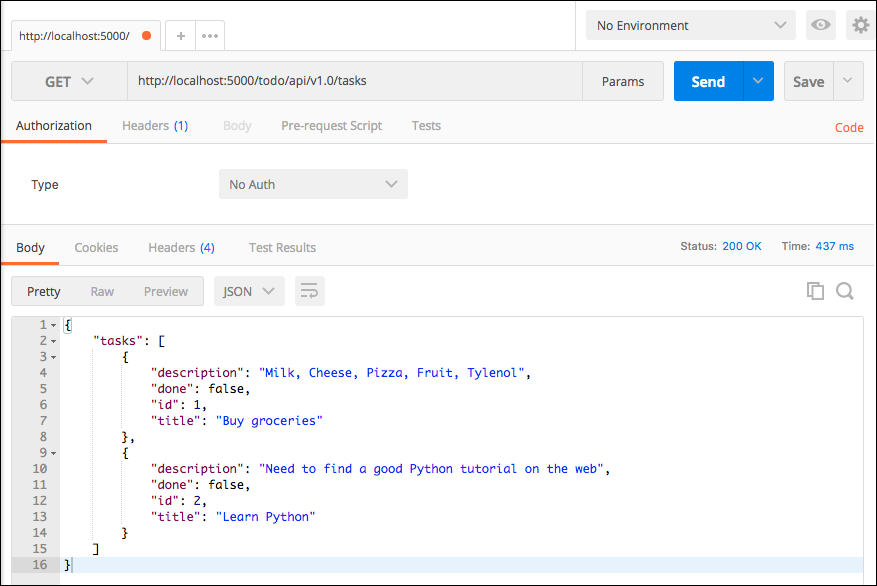 http://localhost:5000/ + ••• No Environment
GET http://localhost:5000/todo/api/v1.0/tasks Params Send Save
Authorization Headers (1) Body Pre-request Script Tests Code
Type No Auth
Body Cookies Headers (4) Test Results Status: 200 OK Time: 437 ms
Pretty Raw Preview JSON
1 {
2 "tasks": [
3 {
4 "description": "Milk, Cheese, Pizza, Fruit, Tylenol",
5 "done": false,
6 "id": 1,
7 "title": "Buy groceries"
8 },
9 {
10 "description": "Need to find a good Python tutorial on the web",
11 "done": false,
12 "id": 2,
13 "title": "Learn Python"
14 }
15 ]
16 }